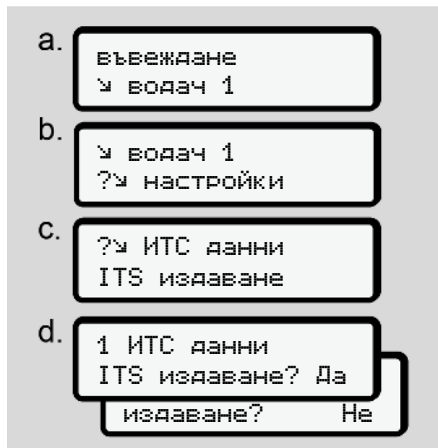 a.
въвеждане
↘ водач 1
b.
↘ водач 1
?↘ настройки
c.
?↘ ИТС данни
ITS издаване
d.
1 ИТС данни
ITS издаване? Да
издаване? Не